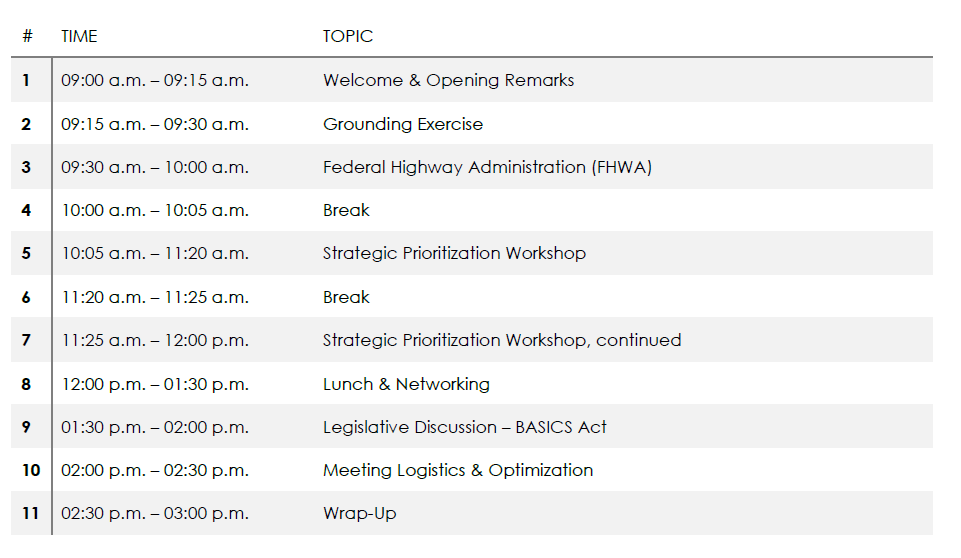 # TIME TOPIC
1 09:00 a.m. – 09:15 a.m. Welcome & Opening Remarks
2 09:15 a.m. – 09:30 a.m. Grounding Exercise
3 09:30 a.m. – 10:00 a.m. Federal Highway Administration (FHWA)
4 10:00 a.m. – 10:05 a.m. Break
5 10:05 a.m. – 11:20 a.m. Strategic Prioritization Workshop
6 11:20 a.m. – 11:25 a.m. Break
7 11:25 a.m. – 12:00 p.m. Strategic Prioritization Workshop, continued
8 12:00 p.m. – 01:30 p.m. Lunch & Networking
9 01:30 p.m. – 02:00 p.m. Legislative Discussion – BASICS Act
10 02:00 p.m. – 02:30 p.m. Meeting Logistics & Optimization
11 02:30 p.m. – 03:00 p.m. Wrap-Up